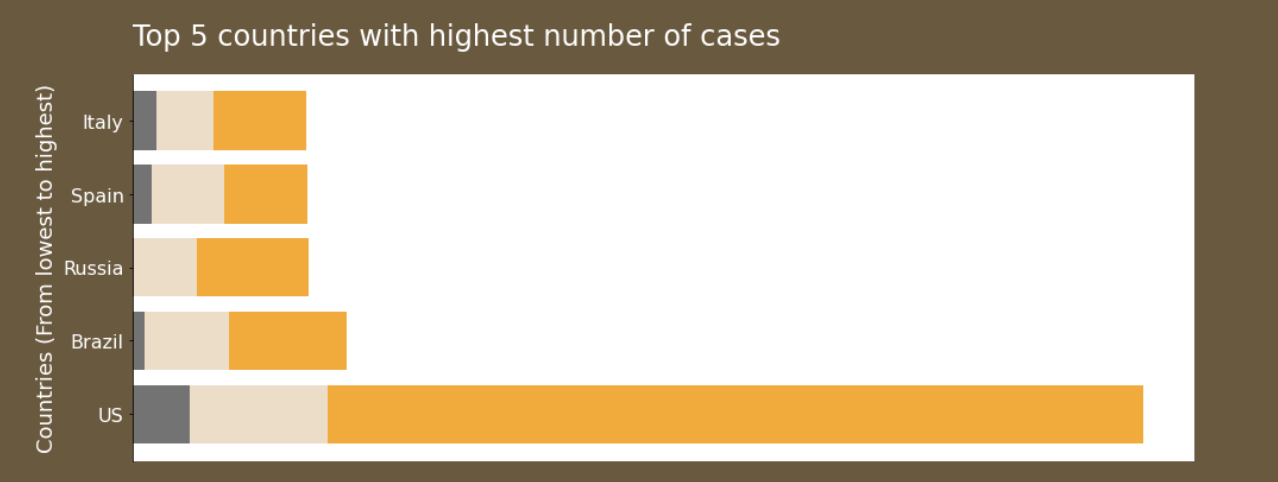 Top 5 countries with highest number of cases
Countries (From lowest to highest)
Italy
Spain
Russia
Brazil
US